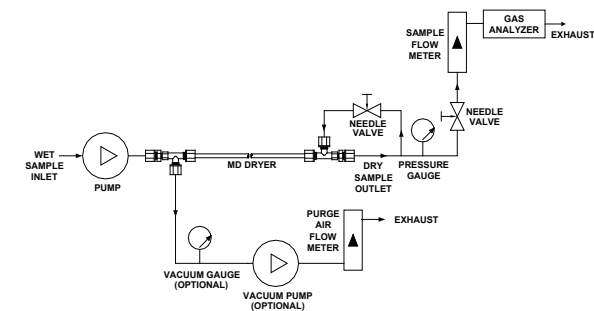 GAS
ANALYZER
EXHAUST
SAMPLE
FLOW
METER
NEEDLE
VALVE
NEEDLE
VALVE
WET
SAMPLE
INLET
PUMP
MD DRYER
DRY
SAMPLE
OUTLET
PRESSURE
GAUGE
PURGE
AIR
FLOW
METER
EXHAUST
VACUUM GAUGE
(OPTIONAL)
VACUUM PUMP
(OPTIONAL)